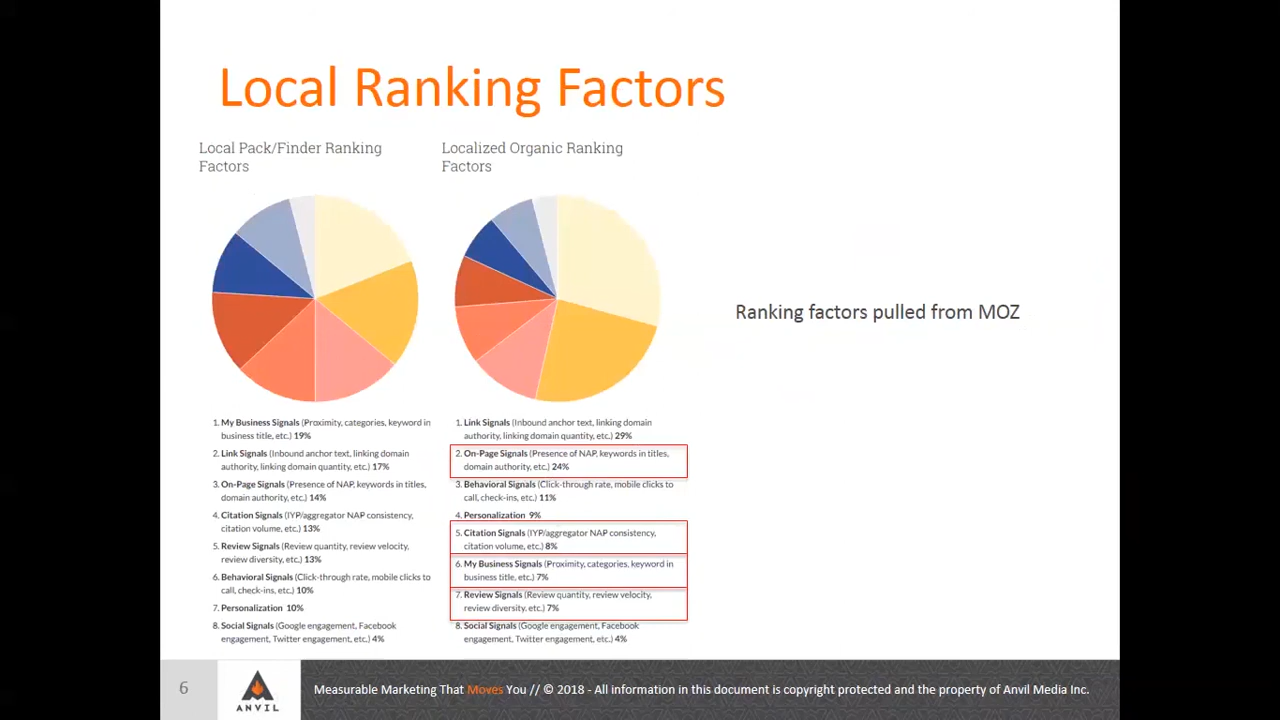 Local Ranking Factors
Local Pack/Finder Ranking
Factors
Localized Organic Ranking
Factors
Ranking factors pulled from MOZ
1. My Business Signals (Proximity, categories, keyword in
business title, etc.) 19%
2. Link Signals (Inbound anchor text, linking domain
authority, linking domain quantity, etc.) 17%
3. On-Page Signals (Presence of NAP, keywords in titles,
domain authority, etc.) 14%
4. Citation Signals (IYP/aggregator NAP consistency,
citation volume, etc.) 13%
5. Review Signals (Review quantity, review velocity,
review diversity, etc.) 13%
6. Behavioral Signals (Click-through rate, mobile clicks to
call, check-ins, etc.) 10%
7. Personalization 10%
8. Social Signals (Google engagement, Facebook
engagement, Twitter engagement, etc.) 4%
1. Link Signals (Inbound anchor text, linking domain
authority, linking domain quantity, etc.) 29%
2. On-Page Signals (Presence of NAP, keywords in titles,
domain authority, etc.) 24%
3. Behavioral Signals (Click-through rate, mobile clicks to
call, check-ins, etc.) 11%
4. Personalization 9%
5. Citation Signals (IYP/aggregator NAP consistency,
citation volume, etc.) 8%
6. My Business Signals (Proximity, categories, keyword in
business title, etc.) 7%
7. Review Signals (Review quantity, review velocity,
review diversity, etc.) 7%
8. Social Signals (Google engagement, Facebook
engagement, Twitter engagement, etc.) 4%
6
ANVIL
Measurable Marketing That Moves You // © 2018 - All information in this document is copyright protected and the property of Anvil Media Inc.